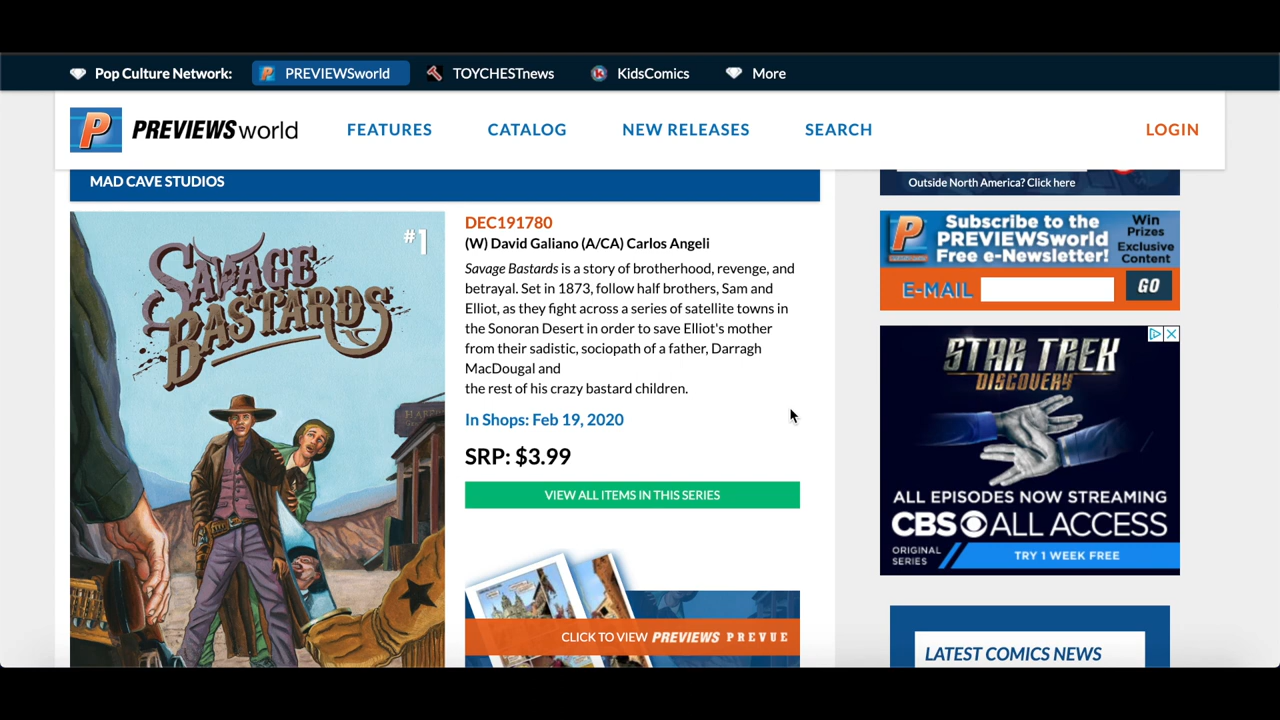 Pop Culture Network: PREVIEWSworld TOYCHESTnews KidsComics More
PREVIEWSworld FEATURES CATALOG NEW RELEASES SEARCH LOGIN
MAD CAVE STUDIOS
#1
SAVAGE
BASTARDS
DEC191780
(W) David Galiano (A/CA) Carlos Angeli
Savage Bastards is a story of brotherhood, revenge, and
betrayal. Set in 1873, follow half brothers, Sam and
Elliot, as they fight across a series of satellite towns in
the Sonoran Desert in order to save Elliot's mother
from their sadistic, sociopath of a father, Darragh
MacDougal and
the rest of his crazy bastard children.
In Shops: Feb 19, 2020
SRP: $3.99
VIEW ALL ITEMS IN THIS SERIES
CLICK TO VIEW PREVIEWS PREVUE
Outside North America? Click here
Subscribe to the
PREVIEWSworld
Free e-Newsletter!
Win
Prizes
Exclusive
Content
E-MAIL GO
STAR TREK
DISCOVERY
ALL EPISODES NOW STREAMING
CBS ALL ACCESS
ORIGINAL
SERIES
TRY 1 WEEK FREE
LATEST COMICS NEWS